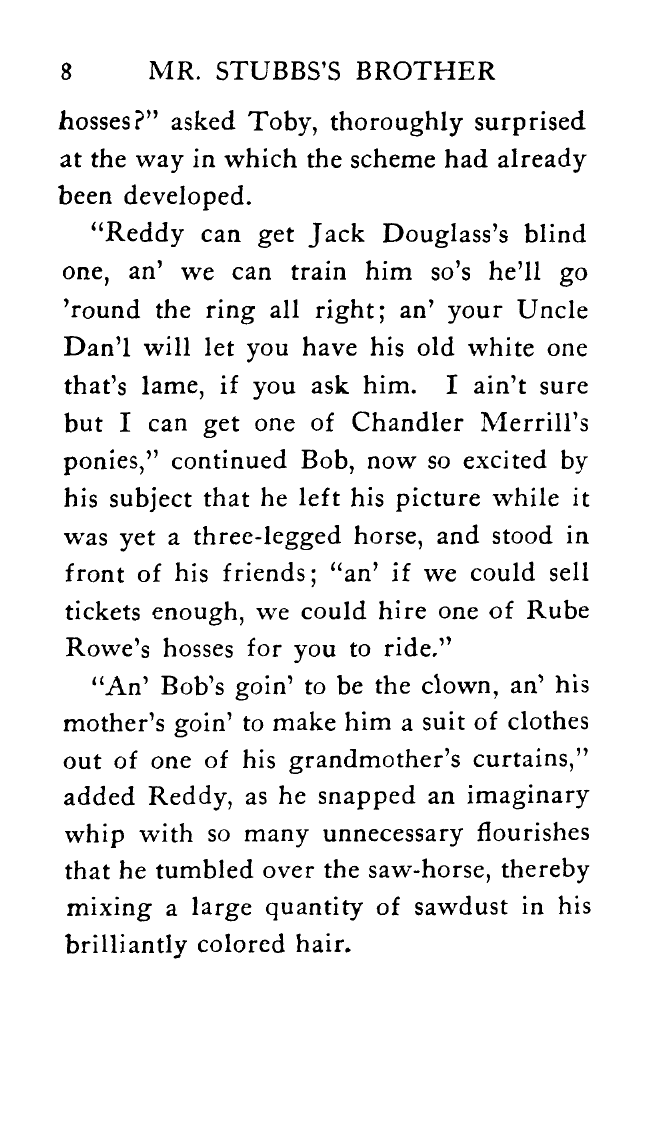 8 MR. STUBBS'S BROTHER
hosses?" asked Toby, thoroughly surprised
at the way in which the scheme had already
been developed.
"Reddy can get Jack Douglass's blind
one, an' we can train him so's he'll go
'round the ring all right; an' your Uncle
Dan'l will let you have his old white one
that's lame, if you ask him. I ain't sure
but I can get one of Chandler Merrill's
ponies," continued Bob, now so excited by
his subject that he left his picture while it
was yet a three-legged horse, and stood in
front of his friends; "an' if we could sell
tickets enough, we could hire one of Rube
Rowe's hosses for you to ride."
"An' Bob's goin' to be the clown, an' his
mother's goin' to make him a suit of clothes
out of one of his grandmother's curtains,"
added Reddy, as he snapped an imaginary
whip with so many unnecessary flourishes
that he tumbled over the saw-horse, thereby
mixing a large quantity of sawdust in his
brilliantly colored hair.